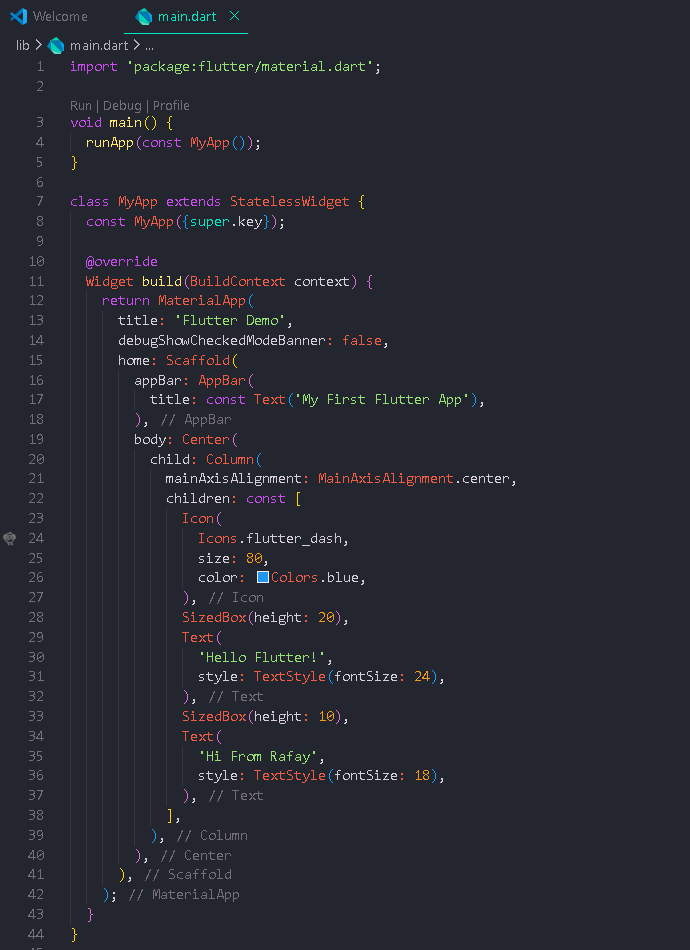 Welcome
main.dart
lib > main.dart > ...
1 import 'package:flutter/material.dart';
2
Run | Debug | Profile
3 void main() {
4   runApp(const MyApp());
5 }
6
7 class MyApp extends StatelessWidget {
8   const MyApp({super.key});
9
10   @override
11   Widget build(BuildContext context) {
12     return MaterialApp(
13       title: 'Flutter Demo',
14       debugShowCheckedModeBanner: false,
15       home: Scaffold(
16         appBar: AppBar(
17           title: const Text('My First Flutter App'),
18         ), // AppBar
19         body: Center(
20           child: Column(
21             mainAxisAlignment: MainAxisAlignment.center,
22             children: const [
23               Icon(
24                 Icons.flutter_dash,
25                 size: 80,
26                 color: Colors.blue,
27               ), // Icon
28               SizedBox(height: 20),
29               Text(
30                 'Hello Flutter!',
31                 style: TextStyle(fontSize: 24),
32               ), // Text
33               SizedBox(height: 10),
34               Text(
35                 'Hi From Rafay',
36                 style: TextStyle(fontSize: 18),
37               ), // Text
38             ],
39           ), // Column
40         ), // Center
41       ), // Scaffold
42     ); // MaterialApp
43   }
44 }